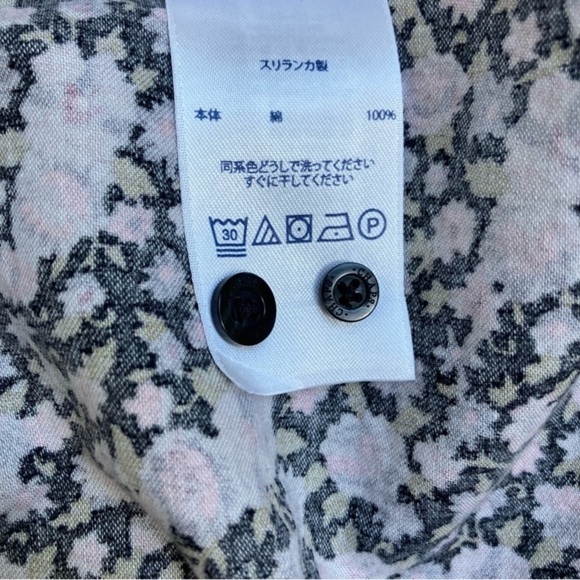 スリランカ製
本体 綿 100%
同系色どうしで洗ってください
すぐに干してください
30 P